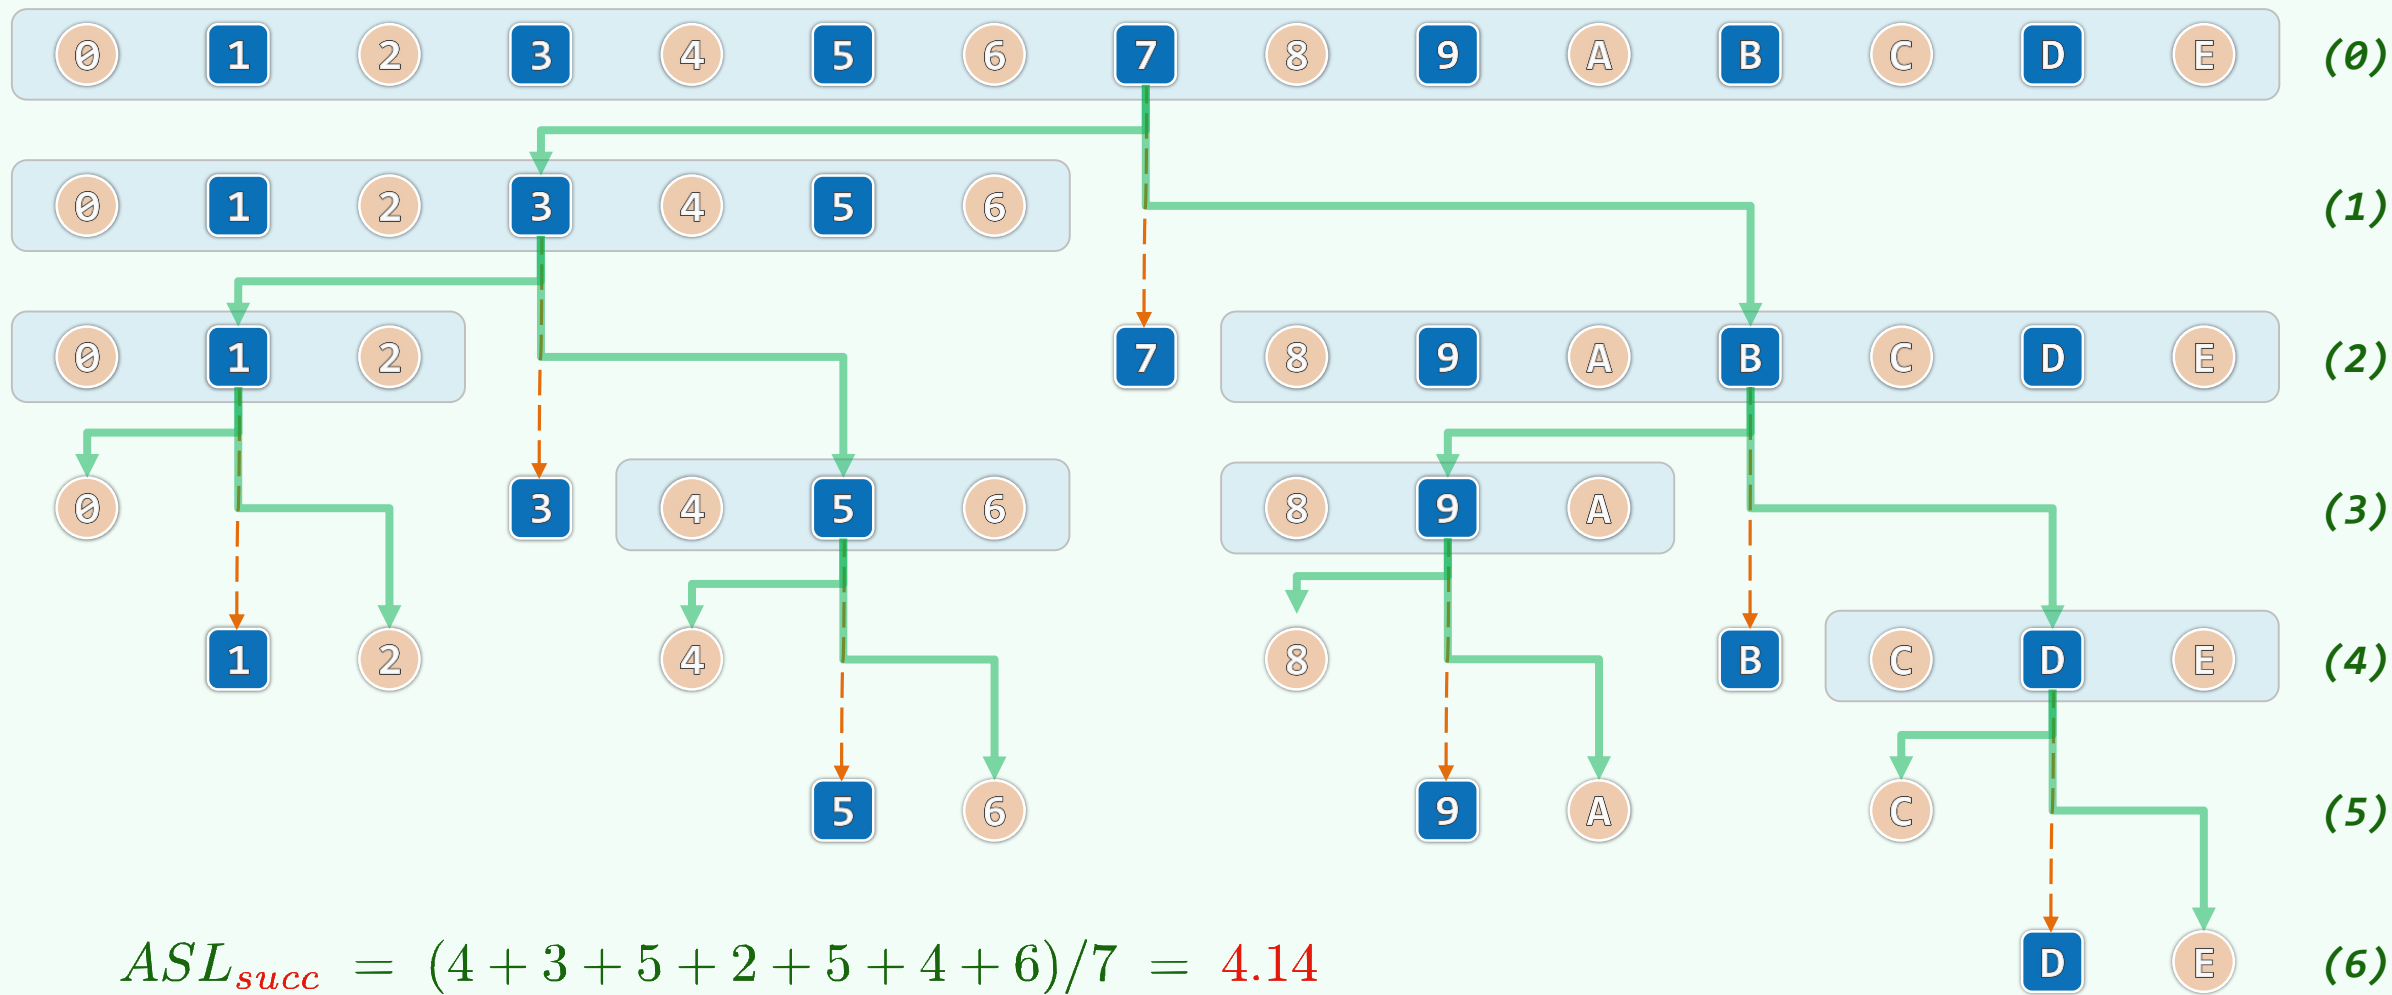 0 1 2 3 4 5 6 7 8 9 A B C D E (0)
0 1 2 3 4 5 6 (1)
0 1 2 7 8 9 A B C D E (2)
0 3 4 5 6 8 9 A (3)
1 2 4 8 B C D E (4)
5 6 9 A C (5)
D E (6)
ASL_succ = (4 + 3 + 5 + 2 + 5 + 4 + 6)/7 = 4.14